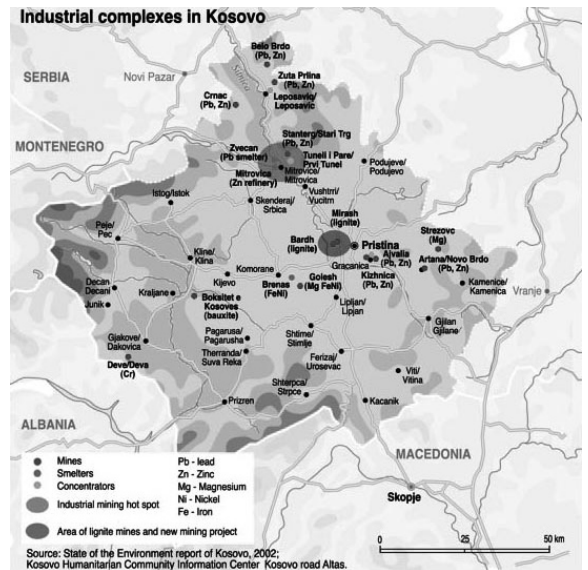 Industrial complexes in Kosovo
Belo Brdo
(Pb, Zn)
SERBIA
Novi Pazar
Zuta Prlina
(Pb, Zn)
Crnac
(Pb, Zn)
Leposaviq/
Leposavic
Stanterg/Stari Trg
(Pb, Zn)
MONTENEGRO
Zvecan
(Pb smelter)
Tuneli i Pare/
Prvi Tunel
Podujeve/
Podujevo
Mitrovica
(Zn refinery)
Mitrovice/
Mitrovica
Vushtrri/
Vucitrn
Istog/Istok
Skenderaj/
Srbica
Mirash
(lignite)
Peje/
Pec
Bardh
(lignite)
Pristina
Strezovc
(Mg)
Gracanica
Ajvalia
(Pb, Zn)
Artana/Novo Brdo
(Pb, Zn)
Kline/
Klina
Komorane
Kijevo
Kizhnica
(Pb, Zn)
Decan
Decani
Kraljane
Brenas
(FeNi)
Golesh
(Mg FeNi)
Kamenice/
Kamenica
Vranje
Junik
Boksitet e
Kosoves
(bauxite)
Lipljan/
Lipjan
Gjakove/
Dakovica
Pagarusa/
Pagarusha
Shtime/
Stimlje
Gjilan
Gjilane
Deve/Deva
(Cr)
Therranda/
Suva Reka
Ferizaj/
Urosevac
Viti/
Vitina
Shterpca/
Strpce
Prizren
Kacanik
ALBANIA
MACEDONIA
Skopje
Mines
Smelters
Concentrators
Industrial mining hot spot
Area of lignite mines and new mining project
Pb - lead
Zn - Zinc
Mg - Magnesium
Ni - Nickel
Fe - Iron
0 25 50 km
Source: State of the Environment report of Kosovo, 2002;
Kosovo Humanitarian Community Information Center Kosovo road Altas.